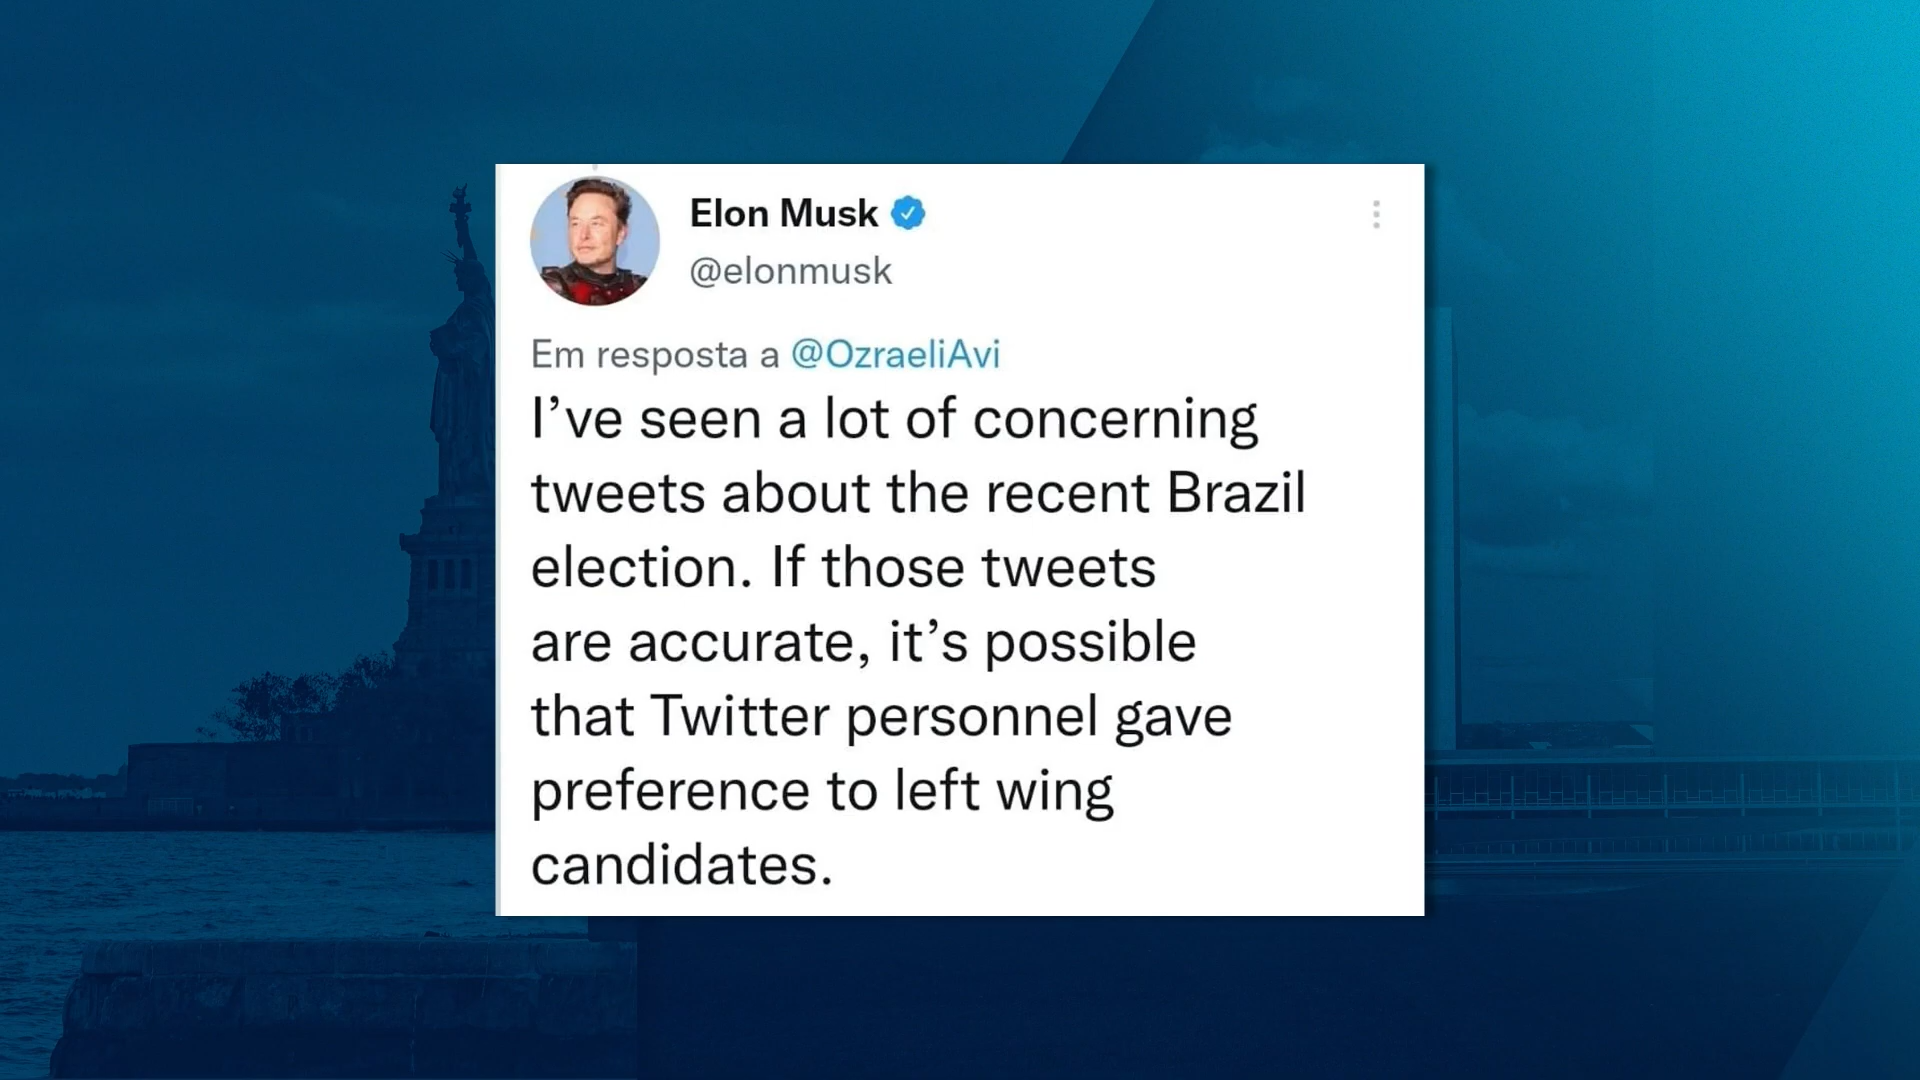 Elon Musk
@elonmusk
Em resposta a @OzraeliAvi
I’ve seen a lot of concerning
tweets about the recent Brazil
election. If those tweets
are accurate, it’s possible
that Twitter personnel gave
preference to left wing
candidates.